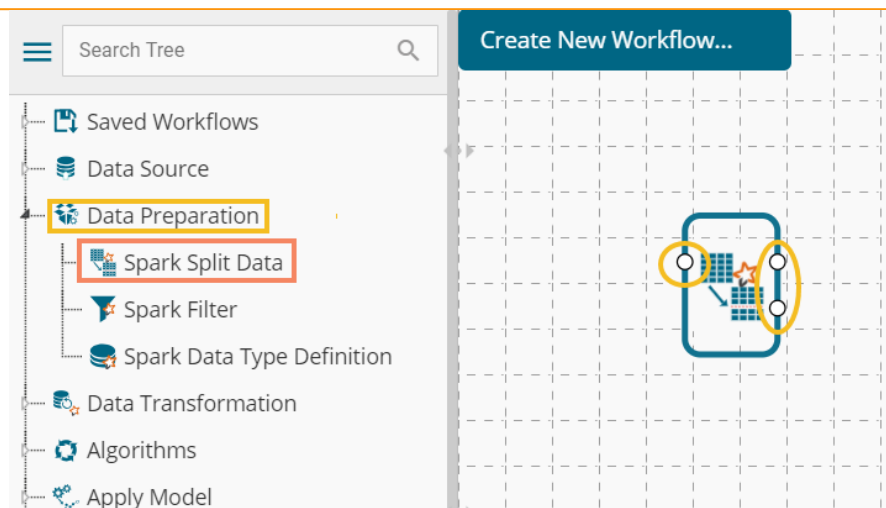 Search Tree
Create New Workflow...
Saved Workflows
Data Source
Data Preparation
Spark Split Data
Spark Filter
Spark Data Type Definition
Data Transformation
Algorithms
Apply Model